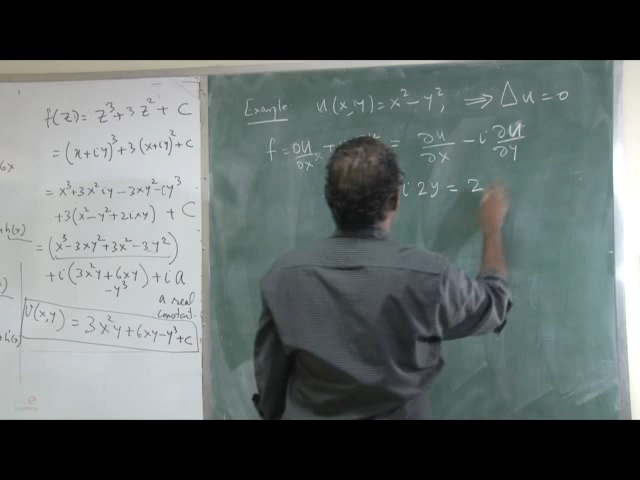 f(z) = z³ + 3z² + C
= (x+iy)³ + 3(x+iy)² + C
= x³ + 3x²iy - 3xy² - iy³
+ 3(x² - y² + 2ixy) + C
= (x³ - 3xy² + 3x² - 3y²)
+ i(3x²y + 6xy - y³) + iA
a real
constant.
V(x,y) = 3x²y + 6xy - y³ + C
6x
+h(x)
+h'(x)
Example u(x,y) = x² - y², ⟹ Δu = 0
f = ∂u/∂x + = ∂u/∂x - i ∂u/∂y
i 2y = 2